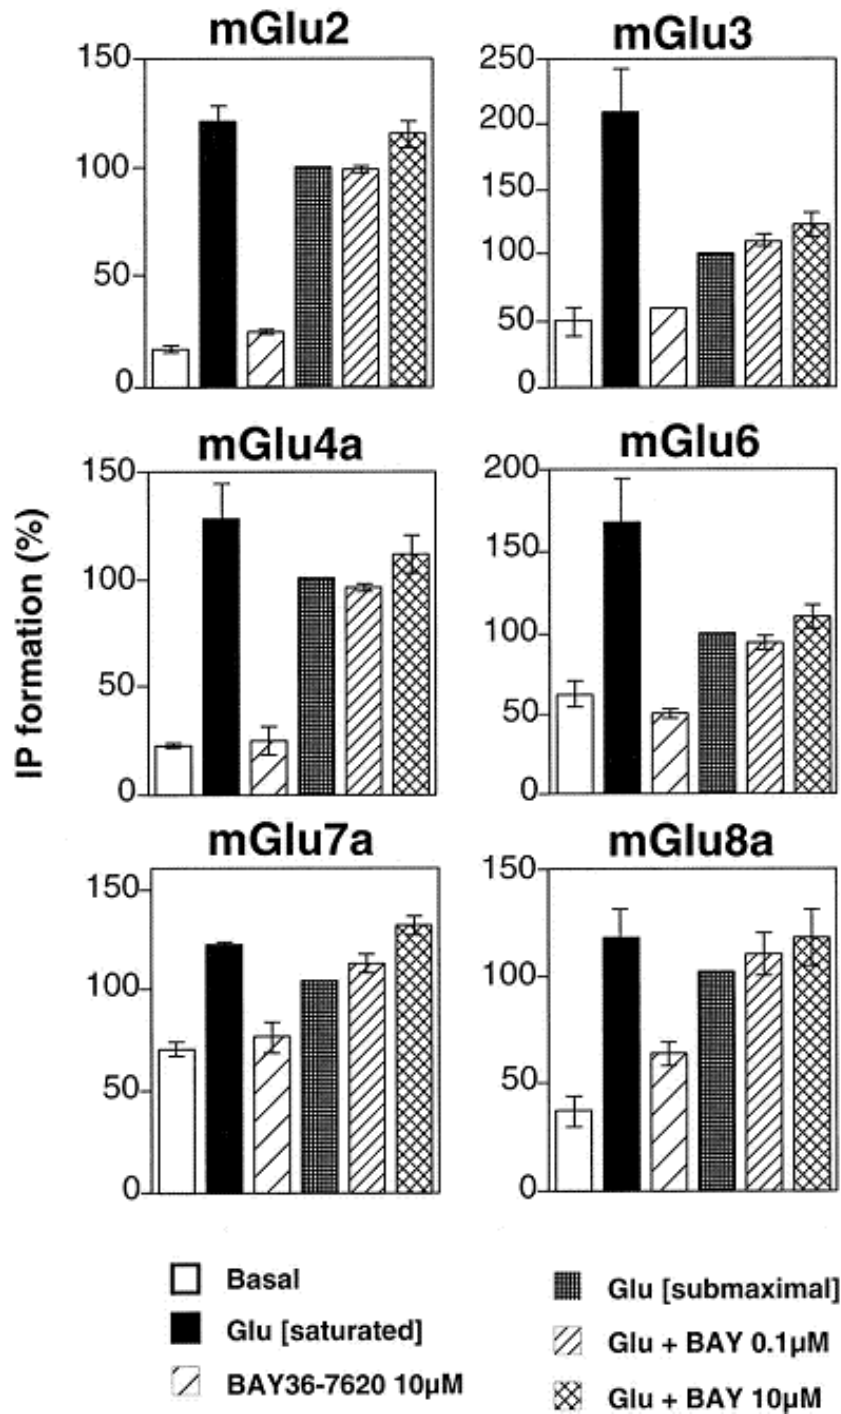 mGlu2
mGlu3
150
100
50
0
250
200
150
100
50
0
mGlu4a
mGlu6
150
100
50
0
200
150
100
50
0
IP formation (%)
mGlu7a
mGlu8a
150
100
50
0
150
100
50
0
Basal
Glu [saturated]
BAY36-7620 10µM
Glu [submaximal]
Glu + BAY 0.1µM
Glu + BAY 10µM